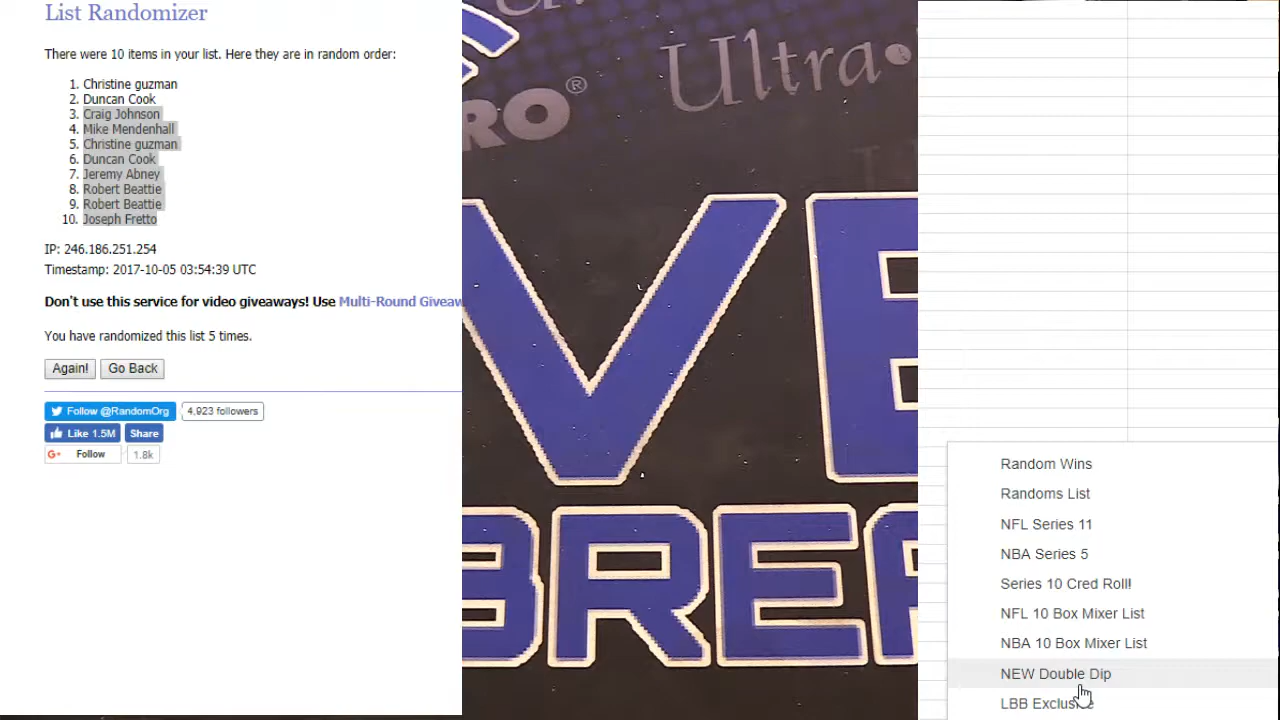 List Randomizer
There were 10 items in your list. Here they are in random order:
1. Christine guzman
2. Duncan Cook
3. Craig Johnson
4. Mike Mendenhall
5. Christine guzman
6. Duncan Cook
7. Jeremy Abney
8. Robert Beattie
9. Robert Beattie
10. Joseph Fretto
IP: 246.186.251.254
Timestamp: 2017-10-05 03:54:39 UTC
Don't use this service for video giveaways! Use Multi-Round Giveaw
You have randomized this list 5 times.
Again! Go Back
Follow @RandomOrg 4,923 followers
Like 1.5M Share
G+ Follow 1.8k
Ultra
RO®
VE
BREA
Random Wins
Randoms List
NFL Series 11
NBA Series 5
Series 10 Cred Roll!
NFL 10 Box Mixer List
NBA 10 Box Mixer List
NEW Double Dip
LBB Exclusive